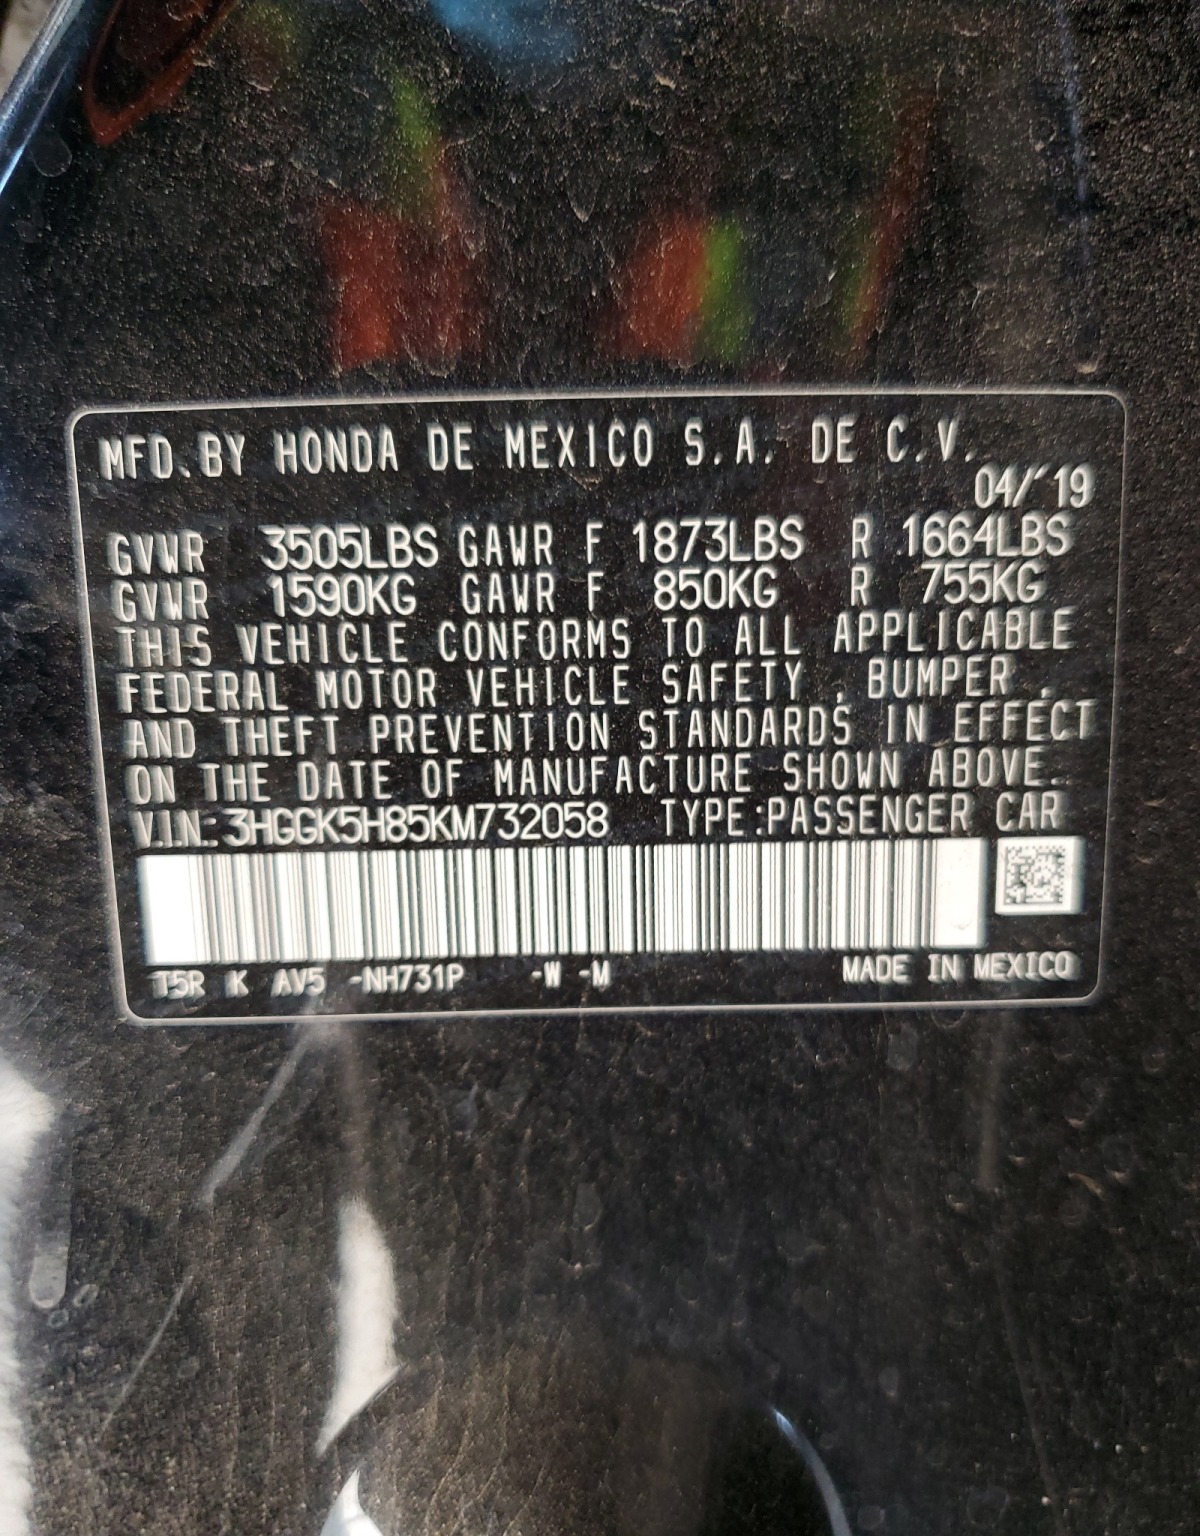 MFD.BY HONDA DE MEXICO S.A. DE C.V.
04/'19
GVWR 3505LBS GAWR F 1873LBS R 1664LBS
GVWR 1590KG GAWR F 850KG R 755KG
THIS VEHICLE CONFORMS TO ALL APPLICABLE
FEDERAL MOTOR VEHICLE SAFETY , BUMPER ,
AND THEFT PREVENTION STANDARDS IN EFFECT
ON THE DATE OF MANUFACTURE SHOWN ABOVE.
VIN:3HGGK5H85KM732058 TYPE:PASSENGER CAR
T5R K AV5 -NH731P -W -M MADE IN MEXICO